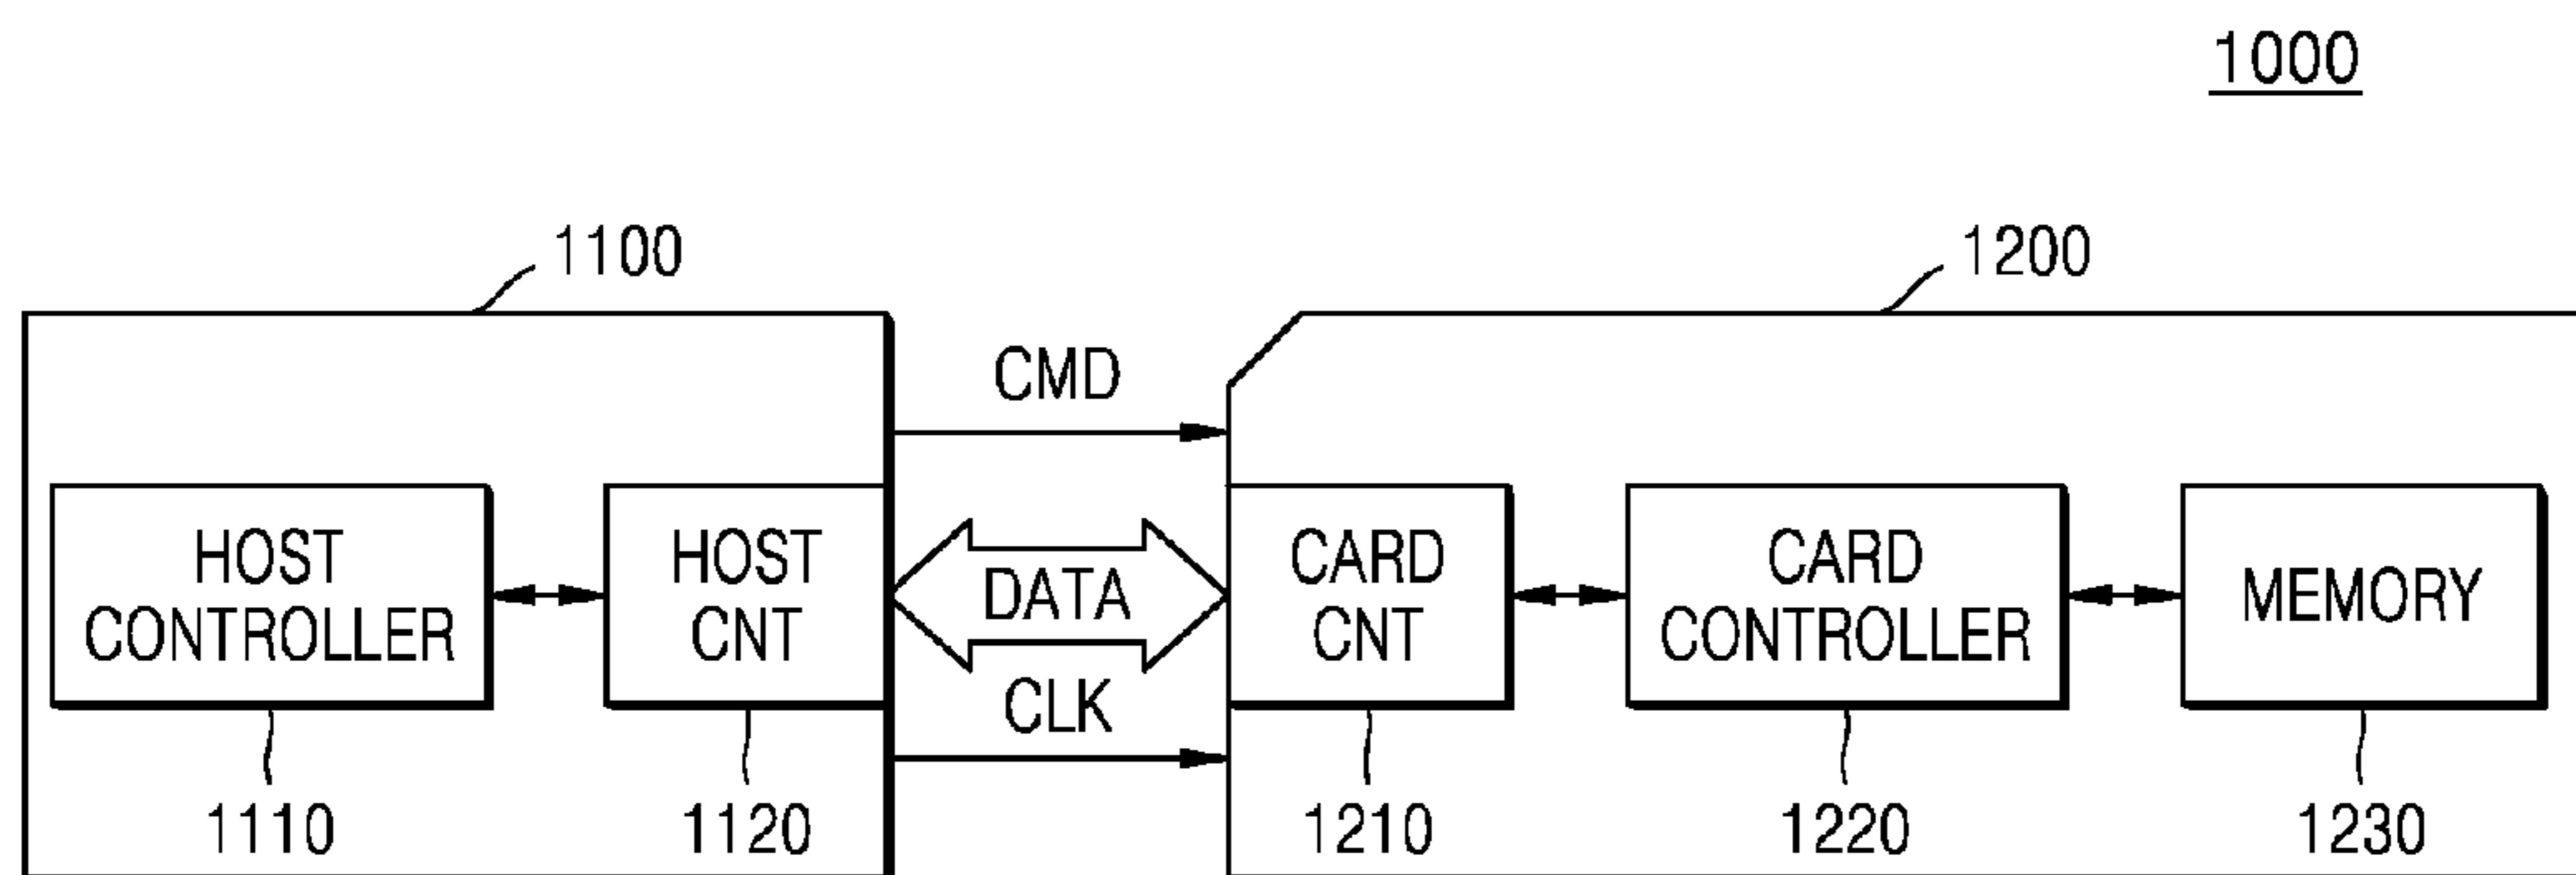 1000
1100
1200
CMD
HOST
CONTROLLER
HOST
CNT
DATA
CARD
CNT
CARD
CONTROLLER
MEMORY
CLK
1110
1120
1210
1220
1230